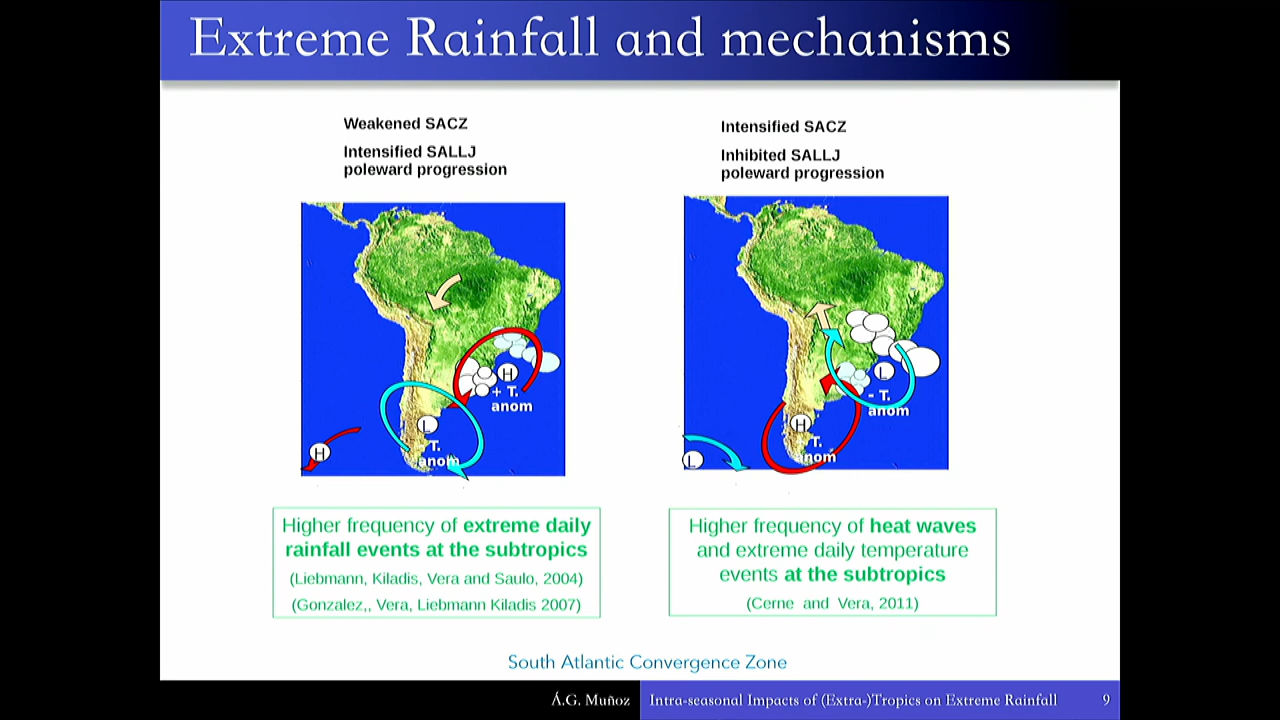 Extreme Rainfall and mechanisms
Weakened SACZ
Intensified SALLJ
poleward progression
H
+ T.
anom
L
T.
anom
H
Higher frequency of extreme daily
rainfall events at the subtropics
(Liebmann, Kiladis, Vera and Saulo, 2004)
(Gonzalez,, Vera, Liebmann Kiladis 2007)
Intensified SACZ
Inhibited SALLJ
poleward progression
L
- T.
anom
H
T.
anom
L
Higher frequency of heat waves
and extreme daily temperature
events at the subtropics
(Cerne and Vera, 2011)
South Atlantic Convergence Zone
Á.G. Muñoz
Intra-seasonal Impacts of (Extra-)Tropics on Extreme Rainfall
9